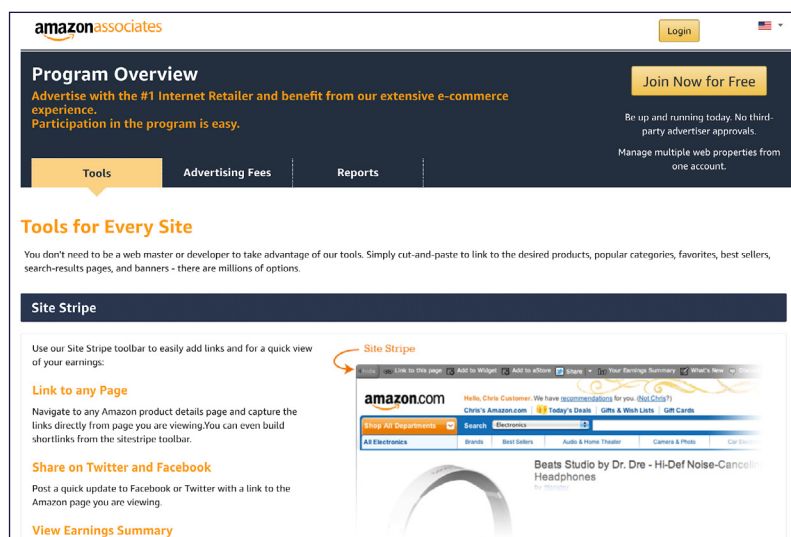 amazonassociates
Login
Program Overview
Advertise with the #1 Internet Retailer and benefit from our extensive e-commerce
experience.
Participation in the program is easy.
Join Now for Free
Be up and running today. No third-
party advertiser approvals.
Manage multiple web properties from
one account.
Tools
Advertising Fees
Reports
Tools for Every Site
You don't need to be a web master or developer to take advantage of our tools. Simply cut-and-paste to link to the desired products, popular categories, favorites, best sellers,
search-results pages, and banners - there are millions of options.
Site Stripe
Use our Site Stripe toolbar to easily add links and for a quick view
of your earnings:
Link to any Page
Navigate to any Amazon product details page and capture the
links directly from page you are viewing.You can even build
shortlinks from the sitestripe toolbar.
Share on Twitter and Facebook
Post a quick update to Facebook or Twitter with a link to the
Amazon page you are viewing.
View Earnings Summary
Site Stripe
Link to this page Add to Widget Add to aStore Share Your Earnings Summary What's New
amazon.com
Hello, Chris Customer. We have recommendations for you. (Not Chris?)
Chris's Amazon.com Today's Deals Gifts & Wish Lists Gift Cards
Shop All Departments Search Electronics
All Electronics Brands Best Sellers Audio & Home Theater Camera & Photo Car
Beats Studio by Dr. Dre - Hi-Def Noise-Cancelin
Headphones
by Monster